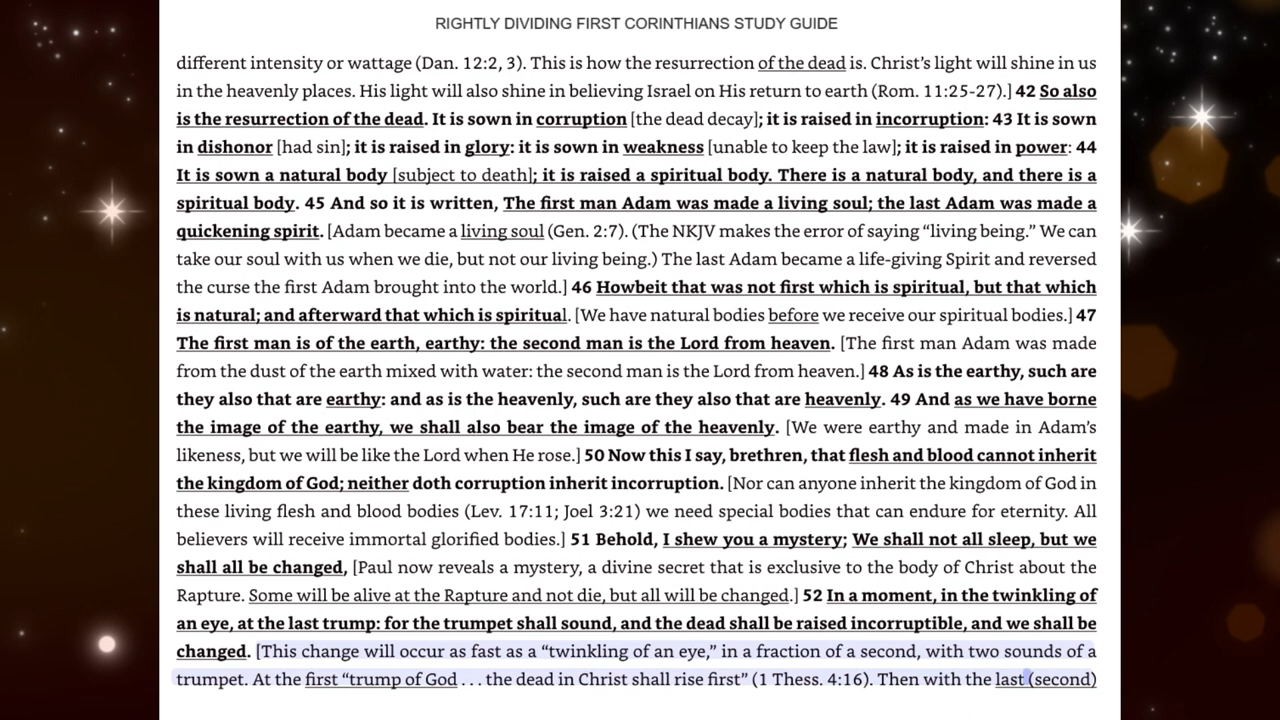 RIGHTLY DIVIDING FIRST CORINTHIANS STUDY GUIDE
different intensity or wattage (Dan. 12:2, 3). This is how the resurrection of the dead is. Christ's light will shine in us
in the heavenly places. His light will also shine in believing Israel on His return to earth (Rom. 11:25-27).] 42 So also
is the resurrection of the dead. It is sown in corruption [the dead decay]; it is raised in incorruption: 43 It is sown
in dishonor [had sin]; it is raised in glory: it is sown in weakness [unable to keep the law]; it is raised in power: 44
It is sown a natural body [subject to death]; it is raised a spiritual body. There is a natural body, and there is a
spiritual body. 45 And so it is written, The first man Adam was made a living soul; the last Adam was made a
quickening spirit. [Adam became a living soul (Gen. 2:7). (The NKJV makes the error of saying “living being.” We can
take our soul with us when we die, but not our living being.) The last Adam became a life-giving Spirit and reversed
the curse the first Adam brought into the world.] 46 Howbeit that was not first which is spiritual, but that which
is natural; and afterward that which is spiritual. [We have natural bodies before we receive our spiritual bodies.] 47
The first man is of the earth, earthy: the second man is the Lord from heaven. [The first man Adam was made
from the dust of the earth mixed with water: the second man is the Lord from heaven.] 48 As is the earthy, such are
they also that are earthy: and as is the heavenly, such are they also that are heavenly. 49 And as we have borne
the image of the earthy, we shall also bear the image of the heavenly. [We were earthy and made in Adam's
likeness, but we will be like the Lord when He rose.] 50 Now this I say, brethren, that flesh and blood cannot inherit
the kingdom of God; neither doth corruption inherit incorruption. [Nor can anyone inherit the kingdom of God in
these living flesh and blood bodies (Lev. 17:11; Joel 3:21) we need special bodies that can endure for eternity. All
believers will receive immortal glorified bodies.] 51 Behold, I shew you a mystery; We shall not all sleep, but we
shall all be changed, [Paul now reveals a mystery, a divine secret that is exclusive to the body of Christ about the
Rapture. Some will be alive at the Rapture and not die, but all will be changed.] 52 In a moment, in the twinkling of
an eye, at the last trump: for the trumpet shall sound, and the dead shall be raised incorruptible, and we shall be
changed. [This change will occur as fast as a “twinkling of an eye,” in a fraction of a second, with two sounds of a
trumpet. At the first “trump of God . . . the dead in Christ shall rise first” (1 Thess. 4:16). Then with the last (second)